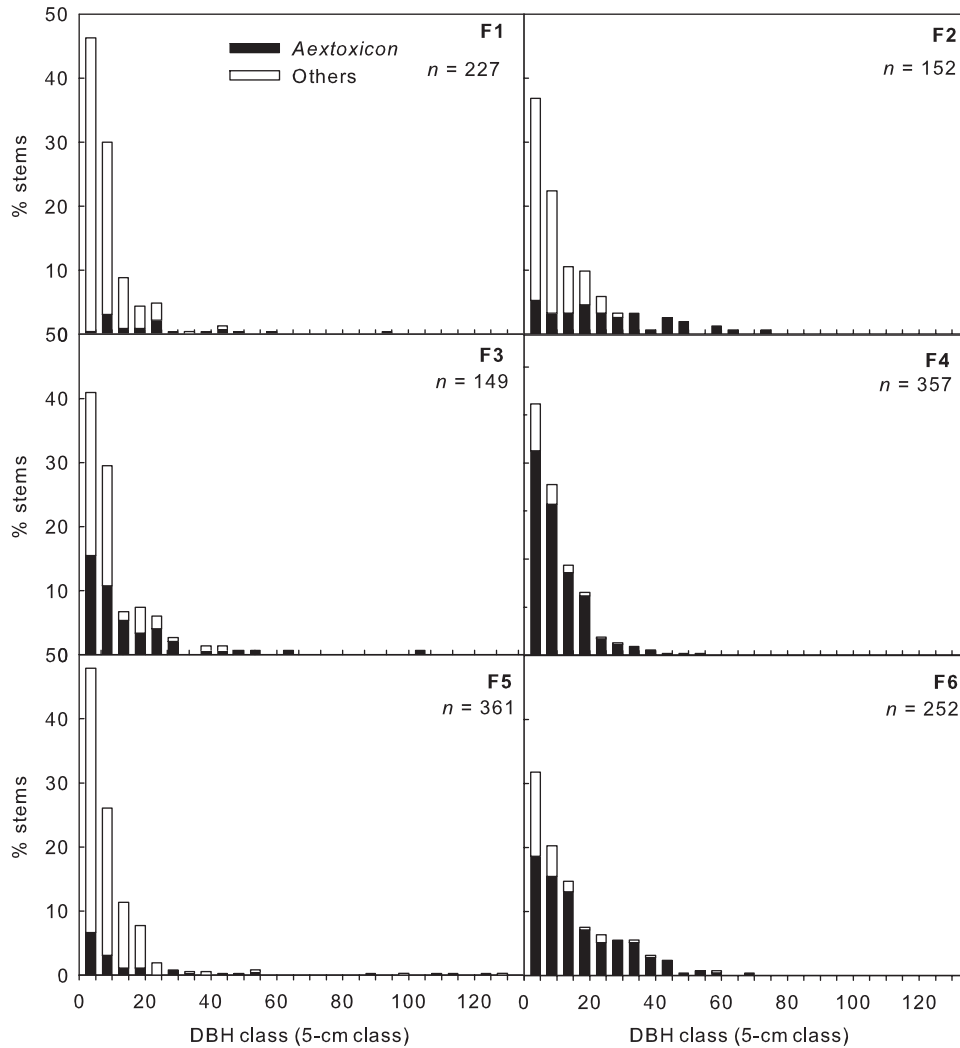 50
40
30
20
10
50
% stems
Aextoxicon
Others
F1
n = 227
F2
n = 152
40
30
20
10
50
% stems
F3
n = 149
F4
n = 357
40
30
20
10
0
% stems
F5
n = 361
F6
n = 252
0 20 40 60 80 100 120
0 20 40 60 80 100 120
DBH class (5-cm class)
DBH class (5-cm class)